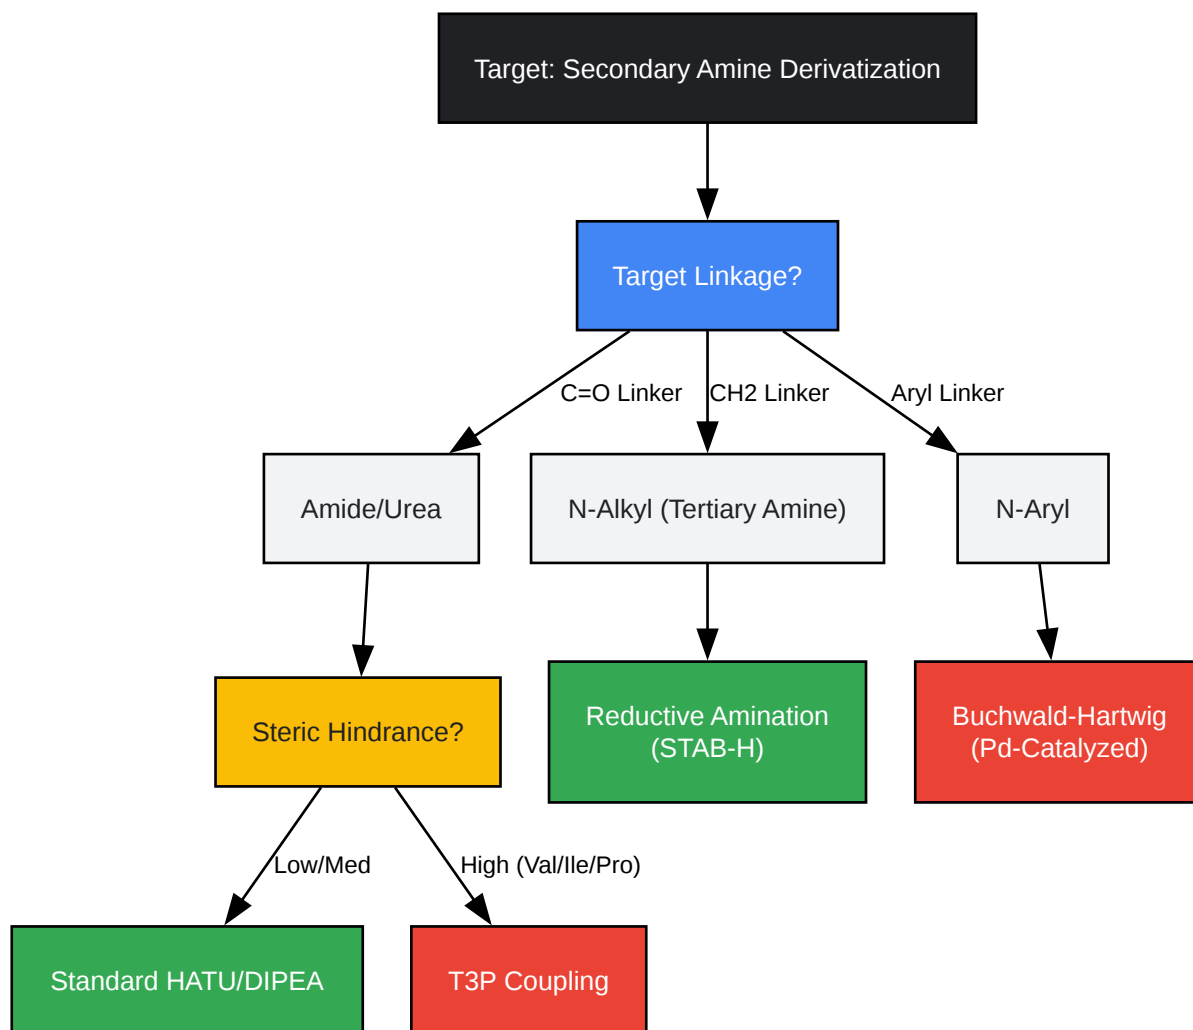 Target: Secondary Amine Derivatization
Target Linkage?
C=O Linker
CH2 Linker
Aryl Linker
Amide/Urea
N-Alkyl (Tertiary Amine)
N-Aryl
Steric Hindrance?
Reductive Amination
(STAB-H)
Buchwald-Hartwig
(Pd-Catalyzed)
Low/Med
High (Val/Ile/Pro)
Standard HATU/DIPEA
T3P Coupling